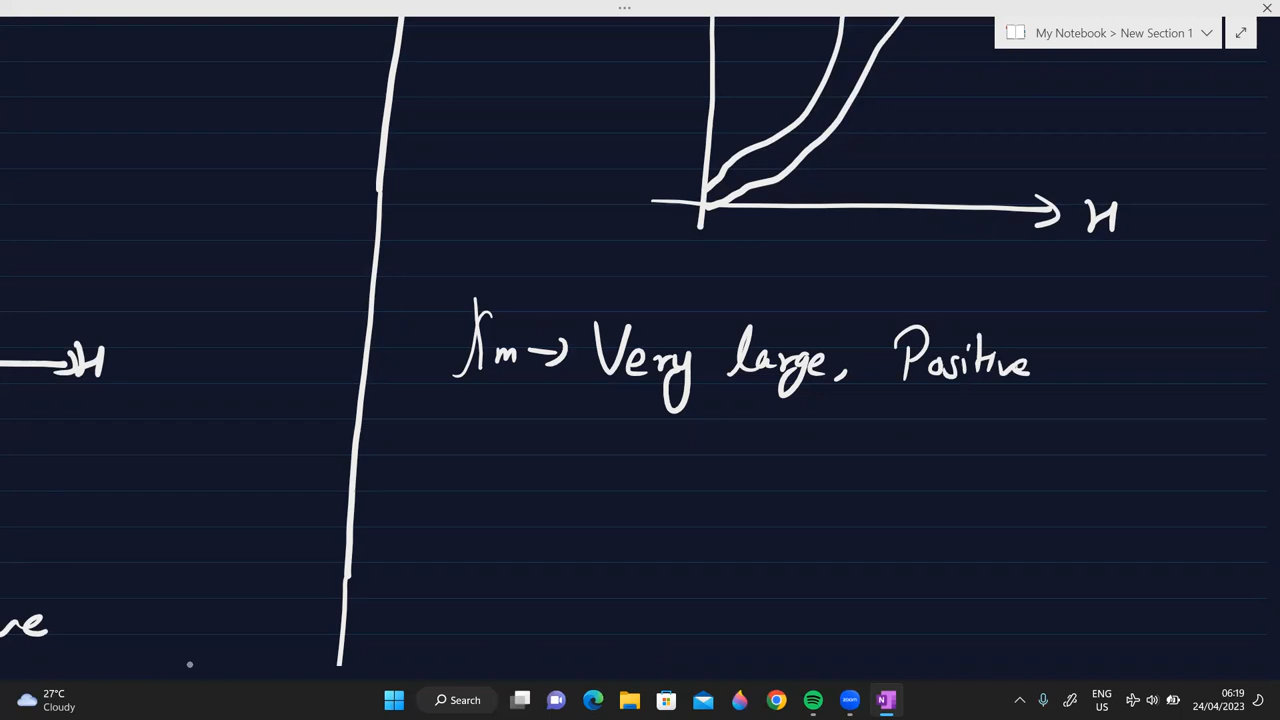 My Notebook > New Section 1
H
χm → Very large, Positive
H
ve
27°C
Cloudy
Search
ENG
US
06:19
24/04/2023